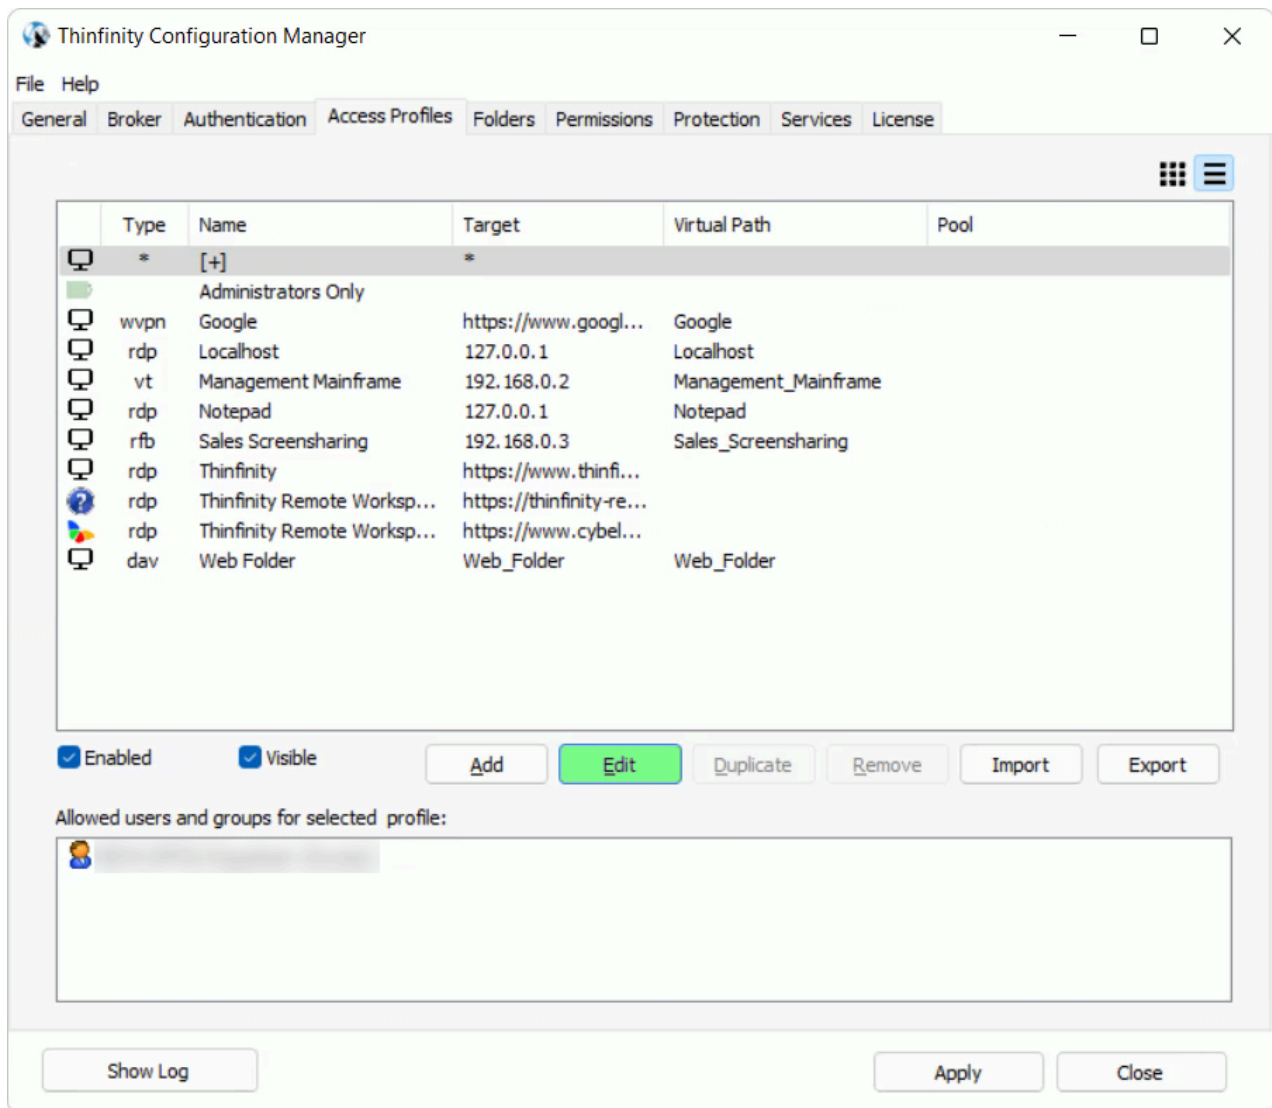 Thinfinity Configuration Manager
File Help
General Broker Authentication Access Profiles Folders Permissions Protection Services License
Type Name Target Virtual Path Pool
* [+] *
Administrators Only
wvpn Google https://www.googl... Google
rdp Localhost 127.0.0.1 Localhost
vt Management Mainframe 192.168.0.2 Management_Mainframe
rdp Notepad 127.0.0.1 Notepad
rfb Sales Screensharing 192.168.0.3 Sales_Screensharing
rdp Thinfinity https://www.thinfi...
rdp Thinfinity Remote Worksp... https://thinfinity-re...
rdp Thinfinity Remote Worksp... https://www.cybel...
dav Web Folder Web_Folder Web_Folder
Enabled Visible Add Edit Duplicate Remove Import Export
Allowed users and groups for selected profile:
Show Log Apply Close